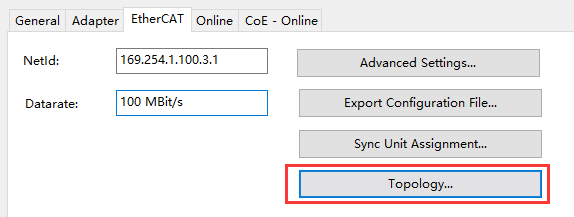 General Adapter EtherCAT Online CoE - Online
NetId: 169.254.1.100.3.1 Advanced Settings...
Datarate: 100 MBit/s Export Configuration File...
Sync Unit Assignment...
Topology...